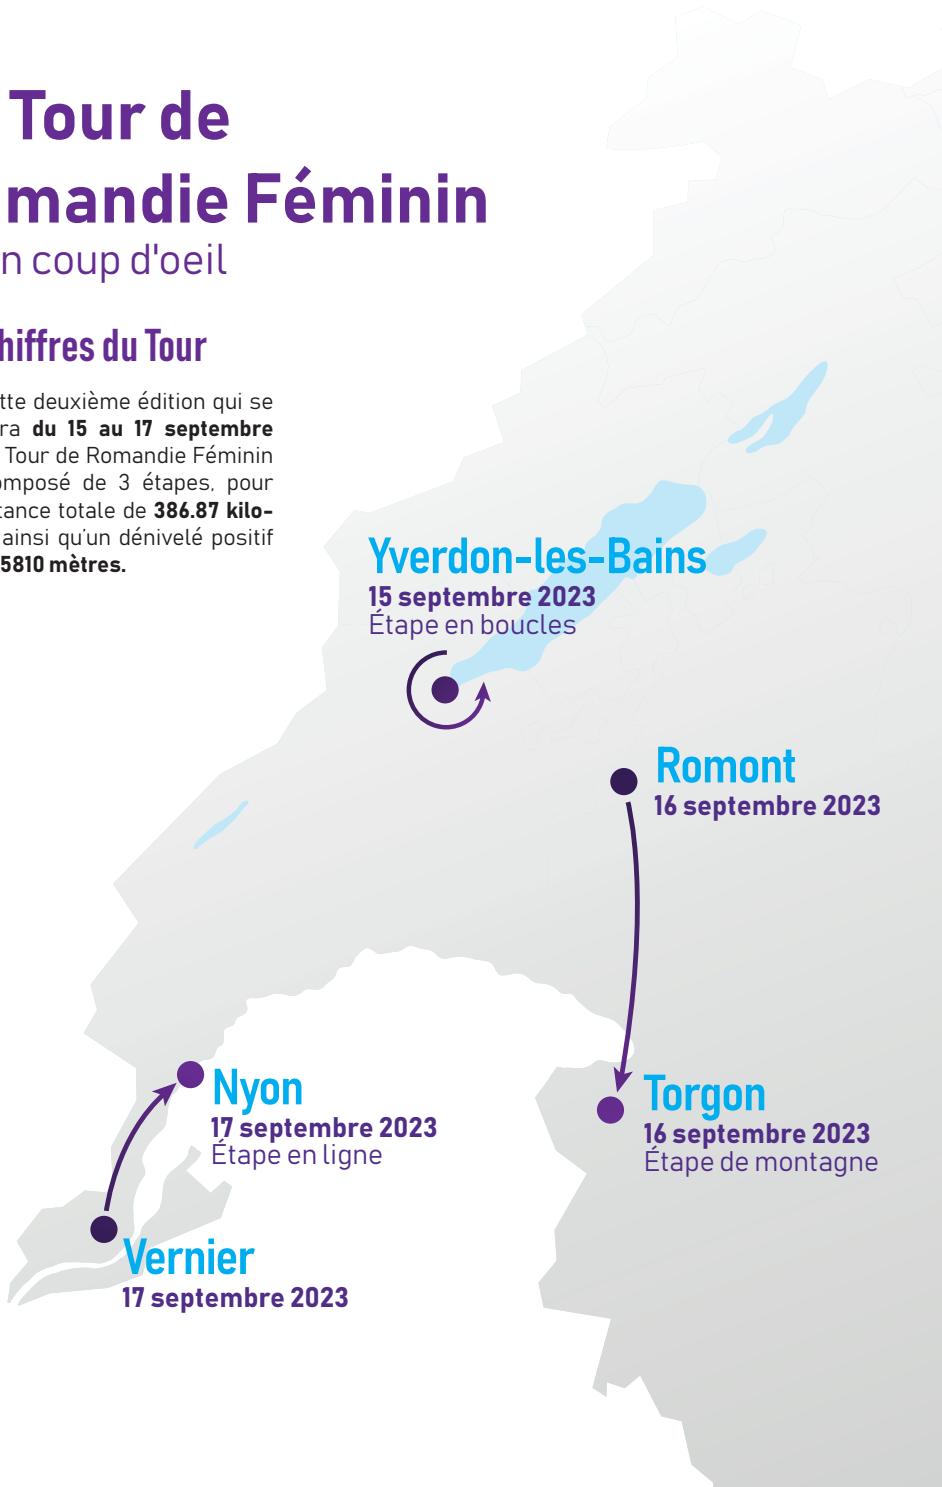 Tour de
mandie Féminin
n coup d'oeil
hiffres du Tour
tte deuxième édition qui se
ra du 15 au 17 septembre
Tour de Romandie Féminin
omposé de 3 étapes, pour
tance totale de 386.87 kilo-
ainsi qu'un dénivelé positif
5810 mètres.
Yverdon-les-Bains
15 septembre 2023
Étape en boucles
Romont
16 septembre 2023
Nyon
17 septembre 2023
Étape en ligne
Torgon
16 septembre 2023
Étape de montagne
Vernier
17 septembre 2023